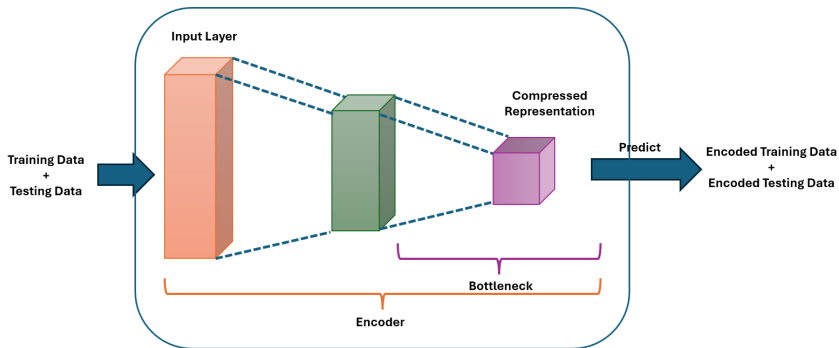 Input Layer
Compressed
Representation
Training Data
+
Testing Data
Predict
Encoded Training Data
+
Encoded Testing Data
Bottleneck
Encoder